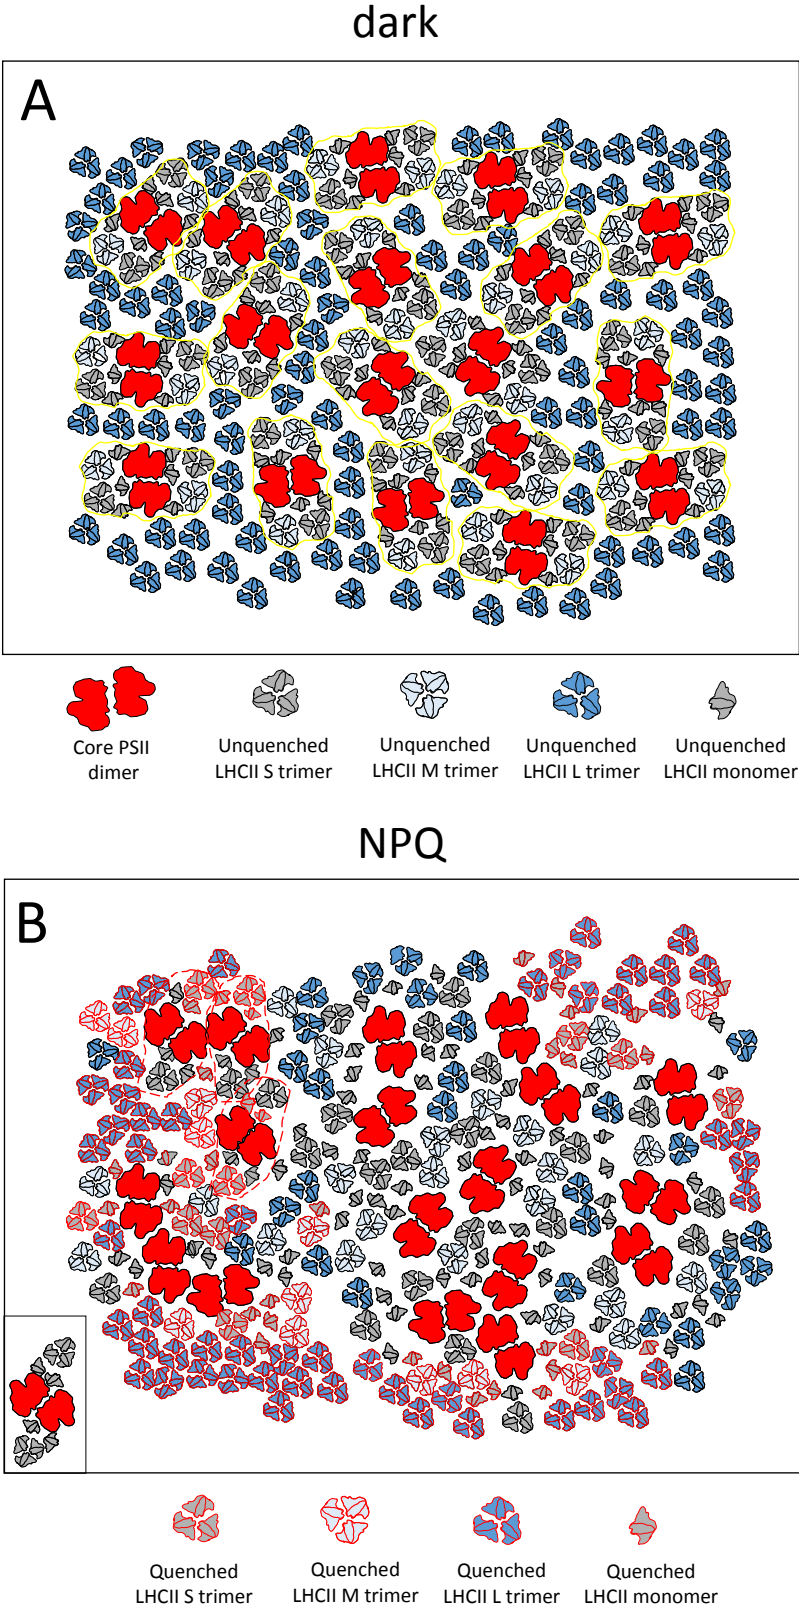 dark
A
Core PSII
dimer
Unquenched
LHCII S trimer
Unquenched
LHCII M trimer
Unquenched
LHCII L trimer
Unquenched
LHCII monomer
NPQ
B
Quenched
LHCII S trimer
Quenched
LHCII M trimer
Quenched
LHCII L trimer
Quenched
LHCII monomer